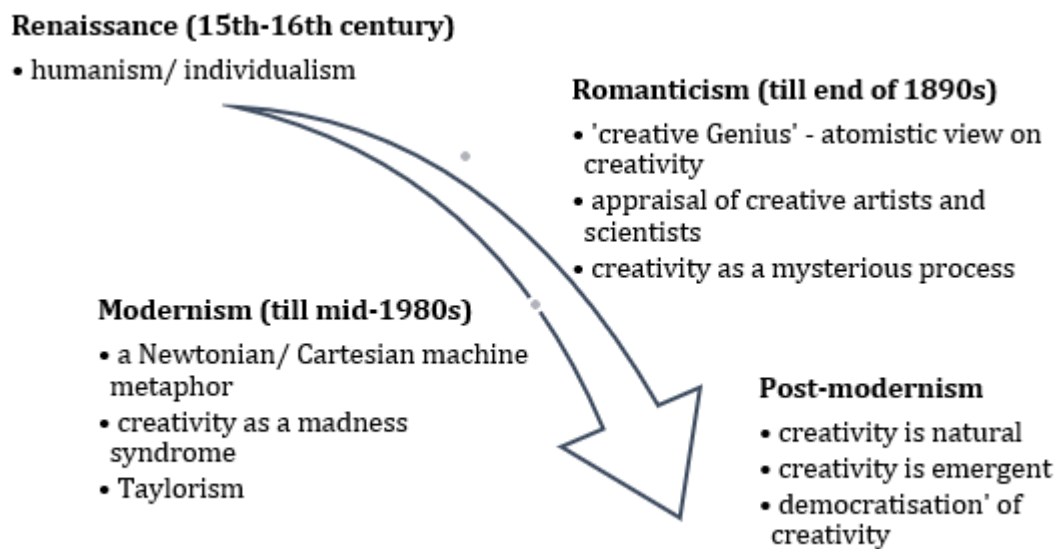 Renaissance (15th-16th century)
• humanism/ individualism
Romanticism (till end of 1890s)
• 'creative Genius' - atomistic view on
creativity
• appraisal of creative artists and
scientists
• creativity as a mysterious process
Modernism (till mid-1980s)
• a Newtonian/ Cartesian machine
metaphor
• creativity as a madness
syndrome
• Taylorism
Post-modernism
• creativity is natural
• creativity is emergent
• democratisation' of
creativity